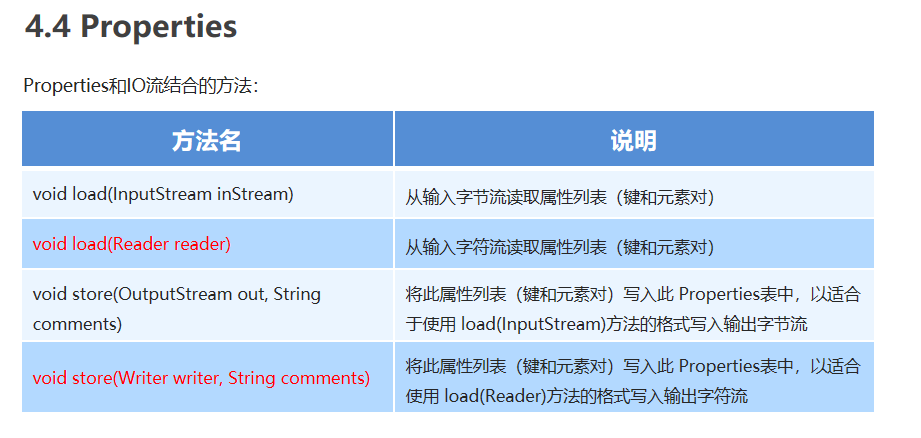 4.4 Properties
Properties和IO流结合的方法：
方法名
说明
void load(InputStream inStream)
从输入字节流读取属性列表（键和元素对）
void load(Reader reader)
从输入字符流读取属性列表（键和元素对）
void store(OutputStream out, String
comments)
将此属性列表（键和元素对）写入此 Properties表中，以适合
于使用 load(InputStream)方法的格式写入输出字节流
void store(Writer writer, String comments)
将此属性列表（键和元素对）写入此 Properties表中，以适合
使用 load(Reader)方法的格式写入输出字符流